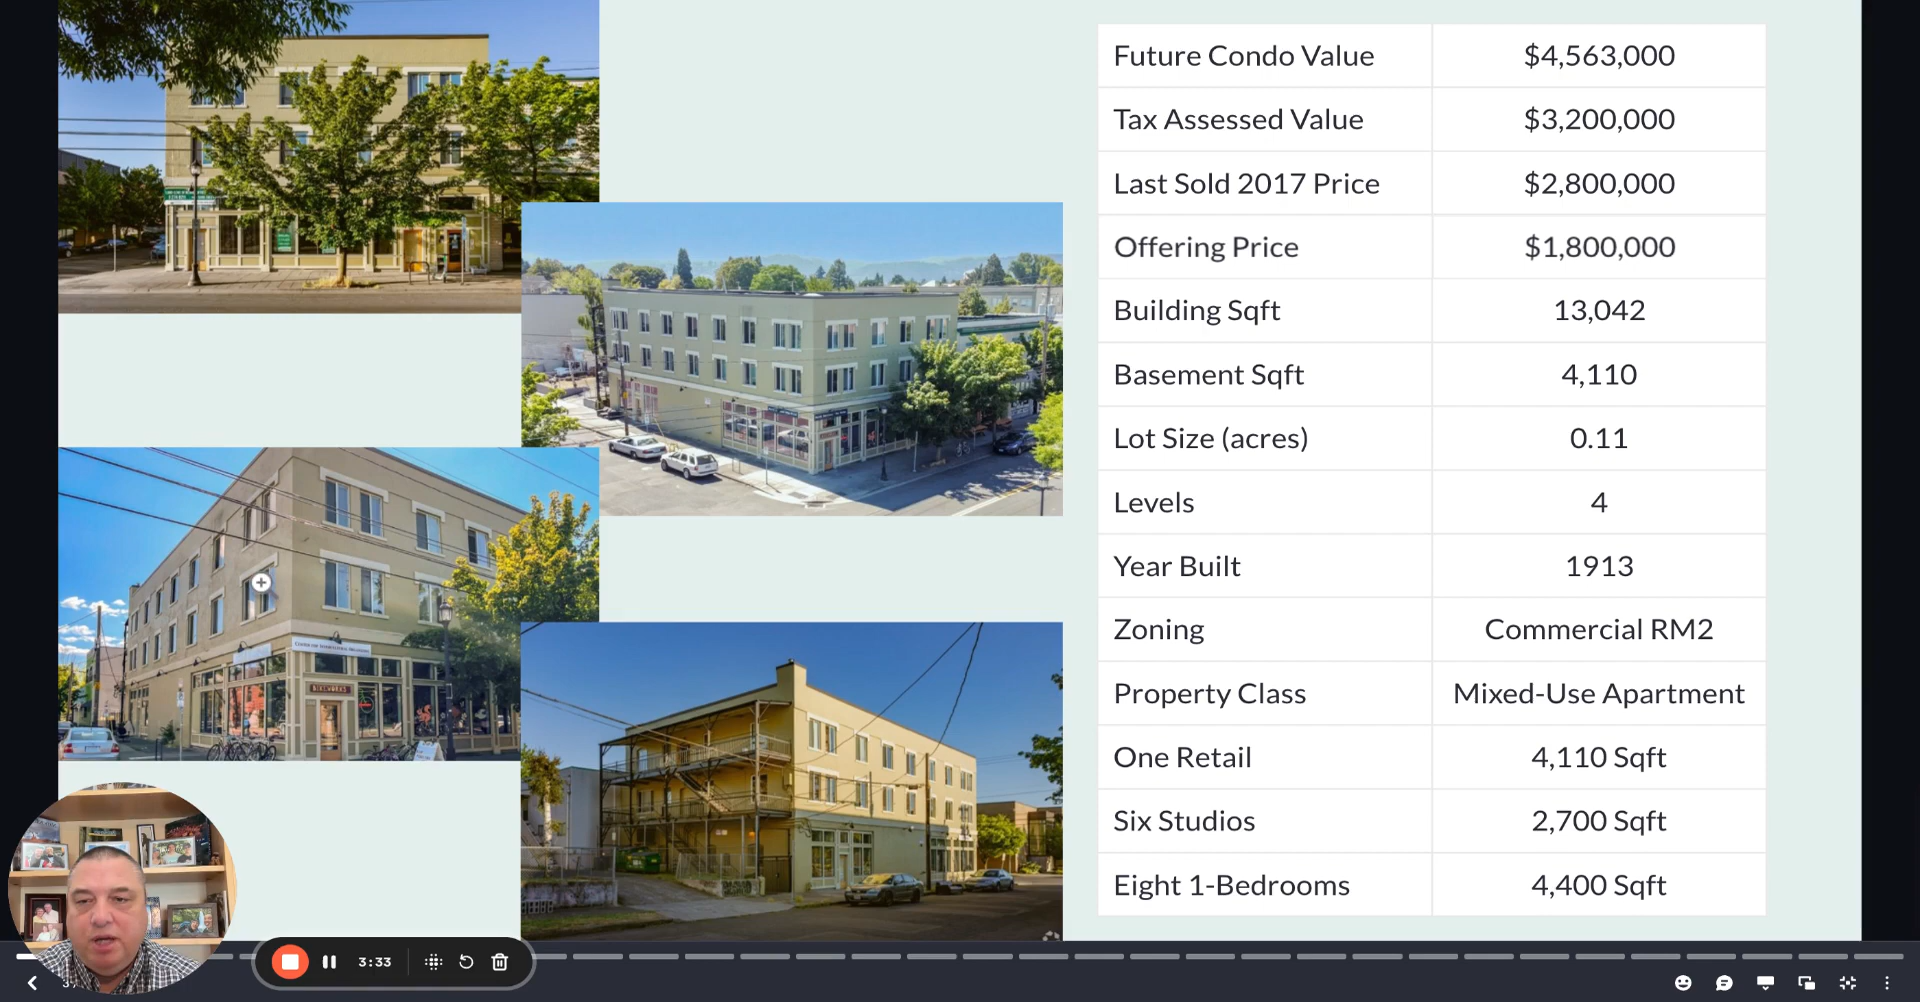 Future Condo Value $4,563,000
Tax Assessed Value $3,200,000
Last Sold 2017 Price $2,800,000
Offering Price $1,800,000
Building Sqft 13,042
Basement Sqft 4,110
Lot Size (acres) 0.11
Levels 4
Year Built 1913
Zoning Commercial RM2
Property Class Mixed-Use Apartment
One Retail 4,110 Sqft
Six Studios 2,700 Sqft
Eight 1-Bedrooms 4,400 Sqft
BIKEWORKS
3:33